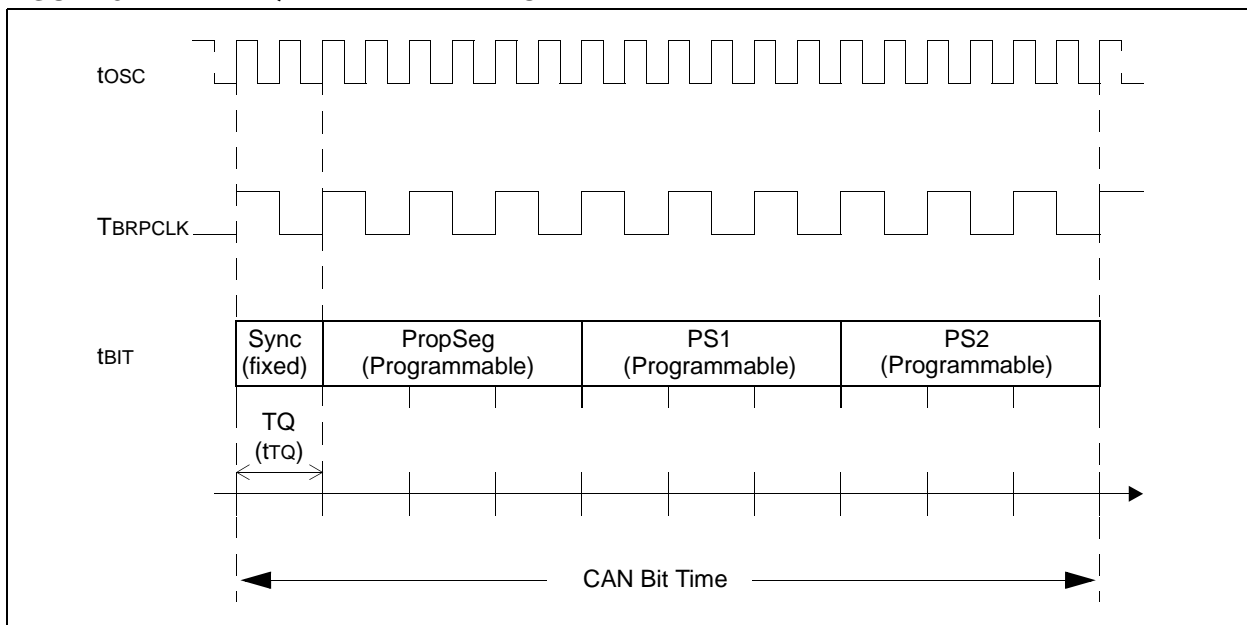 tOSC
TBRPCLK
tBIT
Sync
(fixed)
PropSeg
(Programmable)
PS1
(Programmable)
PS2
(Programmable)
TQ
(tTQ)
CAN Bit Time